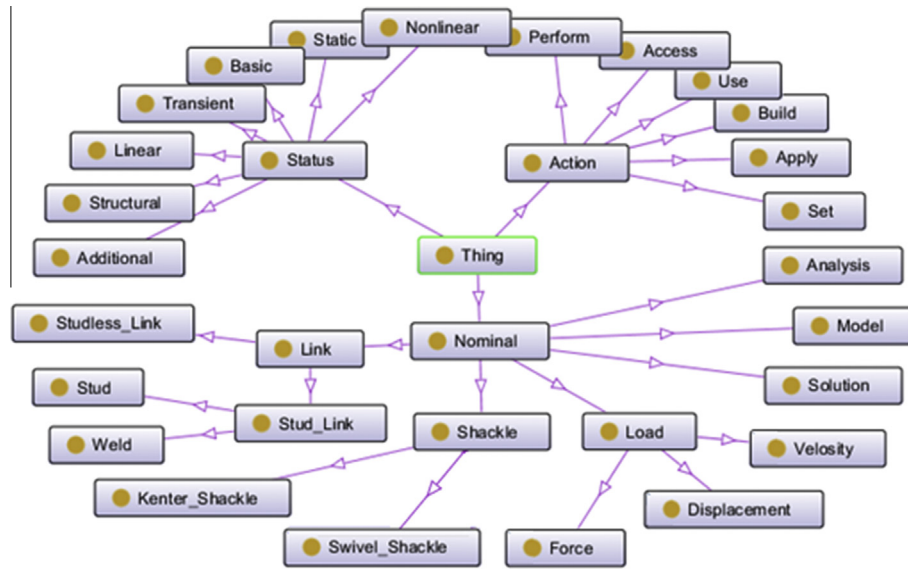 Nonlinear
Static
Perform
Access
Basic
Use
Transient
Build
Linear
Status
Action
Apply
Structural
Set
Additional
Thing
Analysis
Studless_Link
Model
Link
Nominal
Stud
Solution
Stud_Link
Shackle
Load
Weld
Velosity
Kenter_Shackle
Displacement
Swivel_Shackle
Force